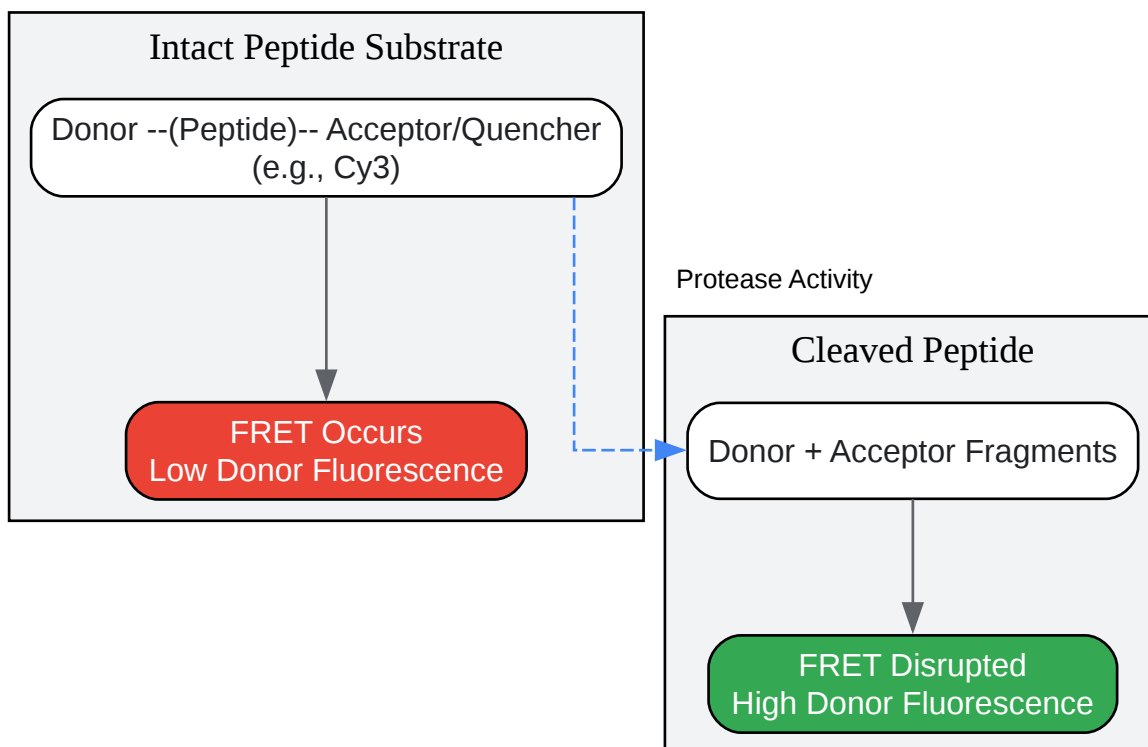 Intact Peptide Substrate
Donor --(Peptide)-- Acceptor/Quencher
(e.g., Cy3)
FRET Occurs
Low Donor Fluorescence
Protease Activity
Cleaved Peptide
Donor + Acceptor Fragments
FRET Disrupted
High Donor Fluorescence